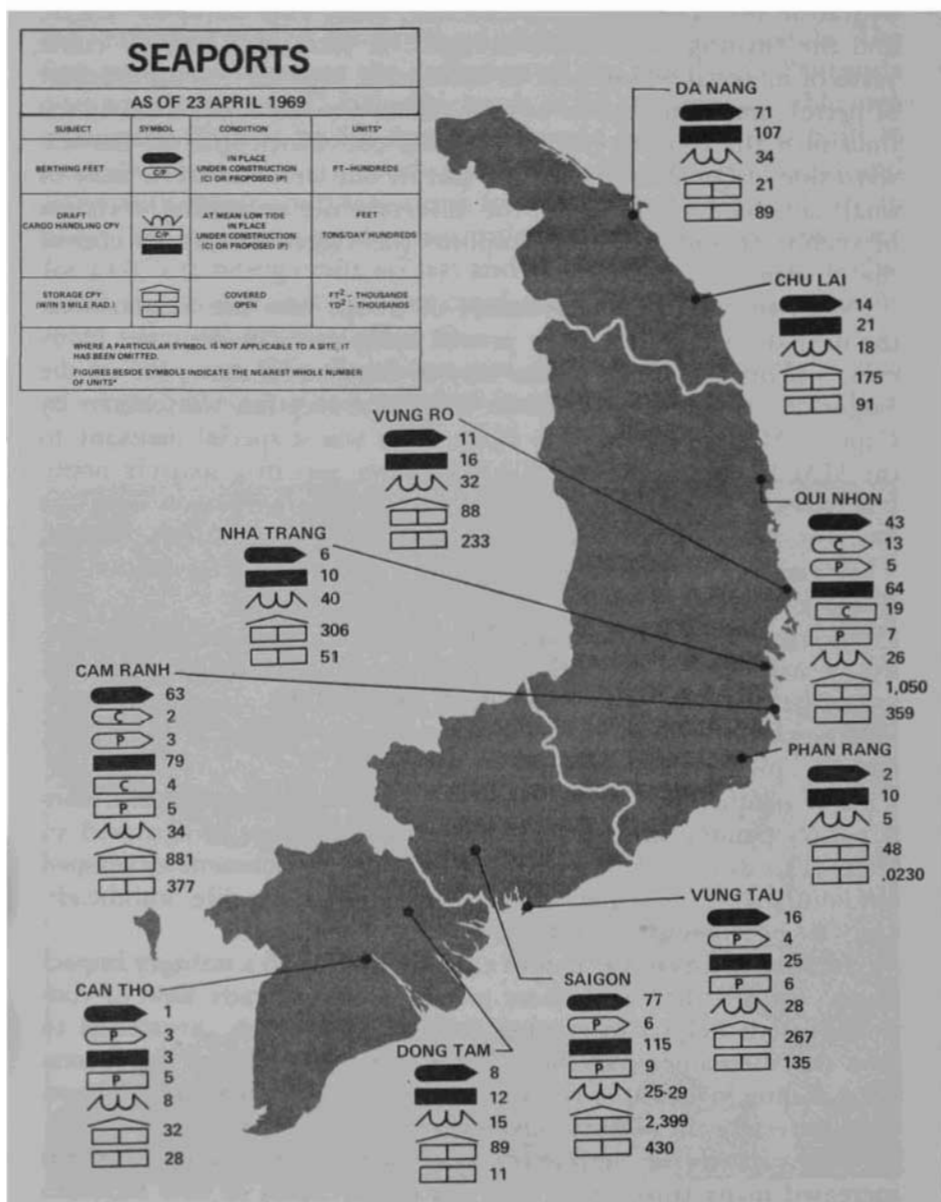 SEAPORTS
AS OF 23 APRIL 1969
SUBJECT SYMBOL CONDITION UNITS*
BERTHING FEET IN PLACE
C/P UNDER CONSTRUCTION FT-HUNDREDS
(C) OR PROPOSED (P)
DRAFT AT MEAN LOW TIDE FEET
CARGO HANDLING CPY IN PLACE
C/P UNDER CONSTRUCTION TONS/DAY HUNDREDS
(C) OR PROPOSED (P)
STORAGE CPY COVERED FT2 - THOUSANDS
(W/IN 3 MILE RAD.) OPEN YD2 - THOUSANDS
WHERE A PARTICULAR SYMBOL IS NOT APPLICABLE TO A SITE, IT
HAS BEEN OMITTED.
FIGURES BESIDE SYMBOLS INDICATE THE NEAREST WHOLE NUMBER
OF UNITS*
DA NANG
71
107
34
21
89
CHU LAI
14
21
18
175
91
VUNG RO
11
16
32
88
233
QUI NHON
43
C 13
P 5
64
C 19
P 7
26
1,050
359
NHA TRANG
6
10
40
306
51
CAM RANH
63
C 2
P 3
79
C 4
P 5
34
881
377
PHAN RANG
2
10
5
48
.0230
VUNG TAU
16
P 4
25
P 6
28
267
135
SAIGON
77
P 6
115
P 9
25-29
2,399
430
CAN THO
1
P 3
3
P 5
8
32
28
DONG TAM
8
12
15
89
11